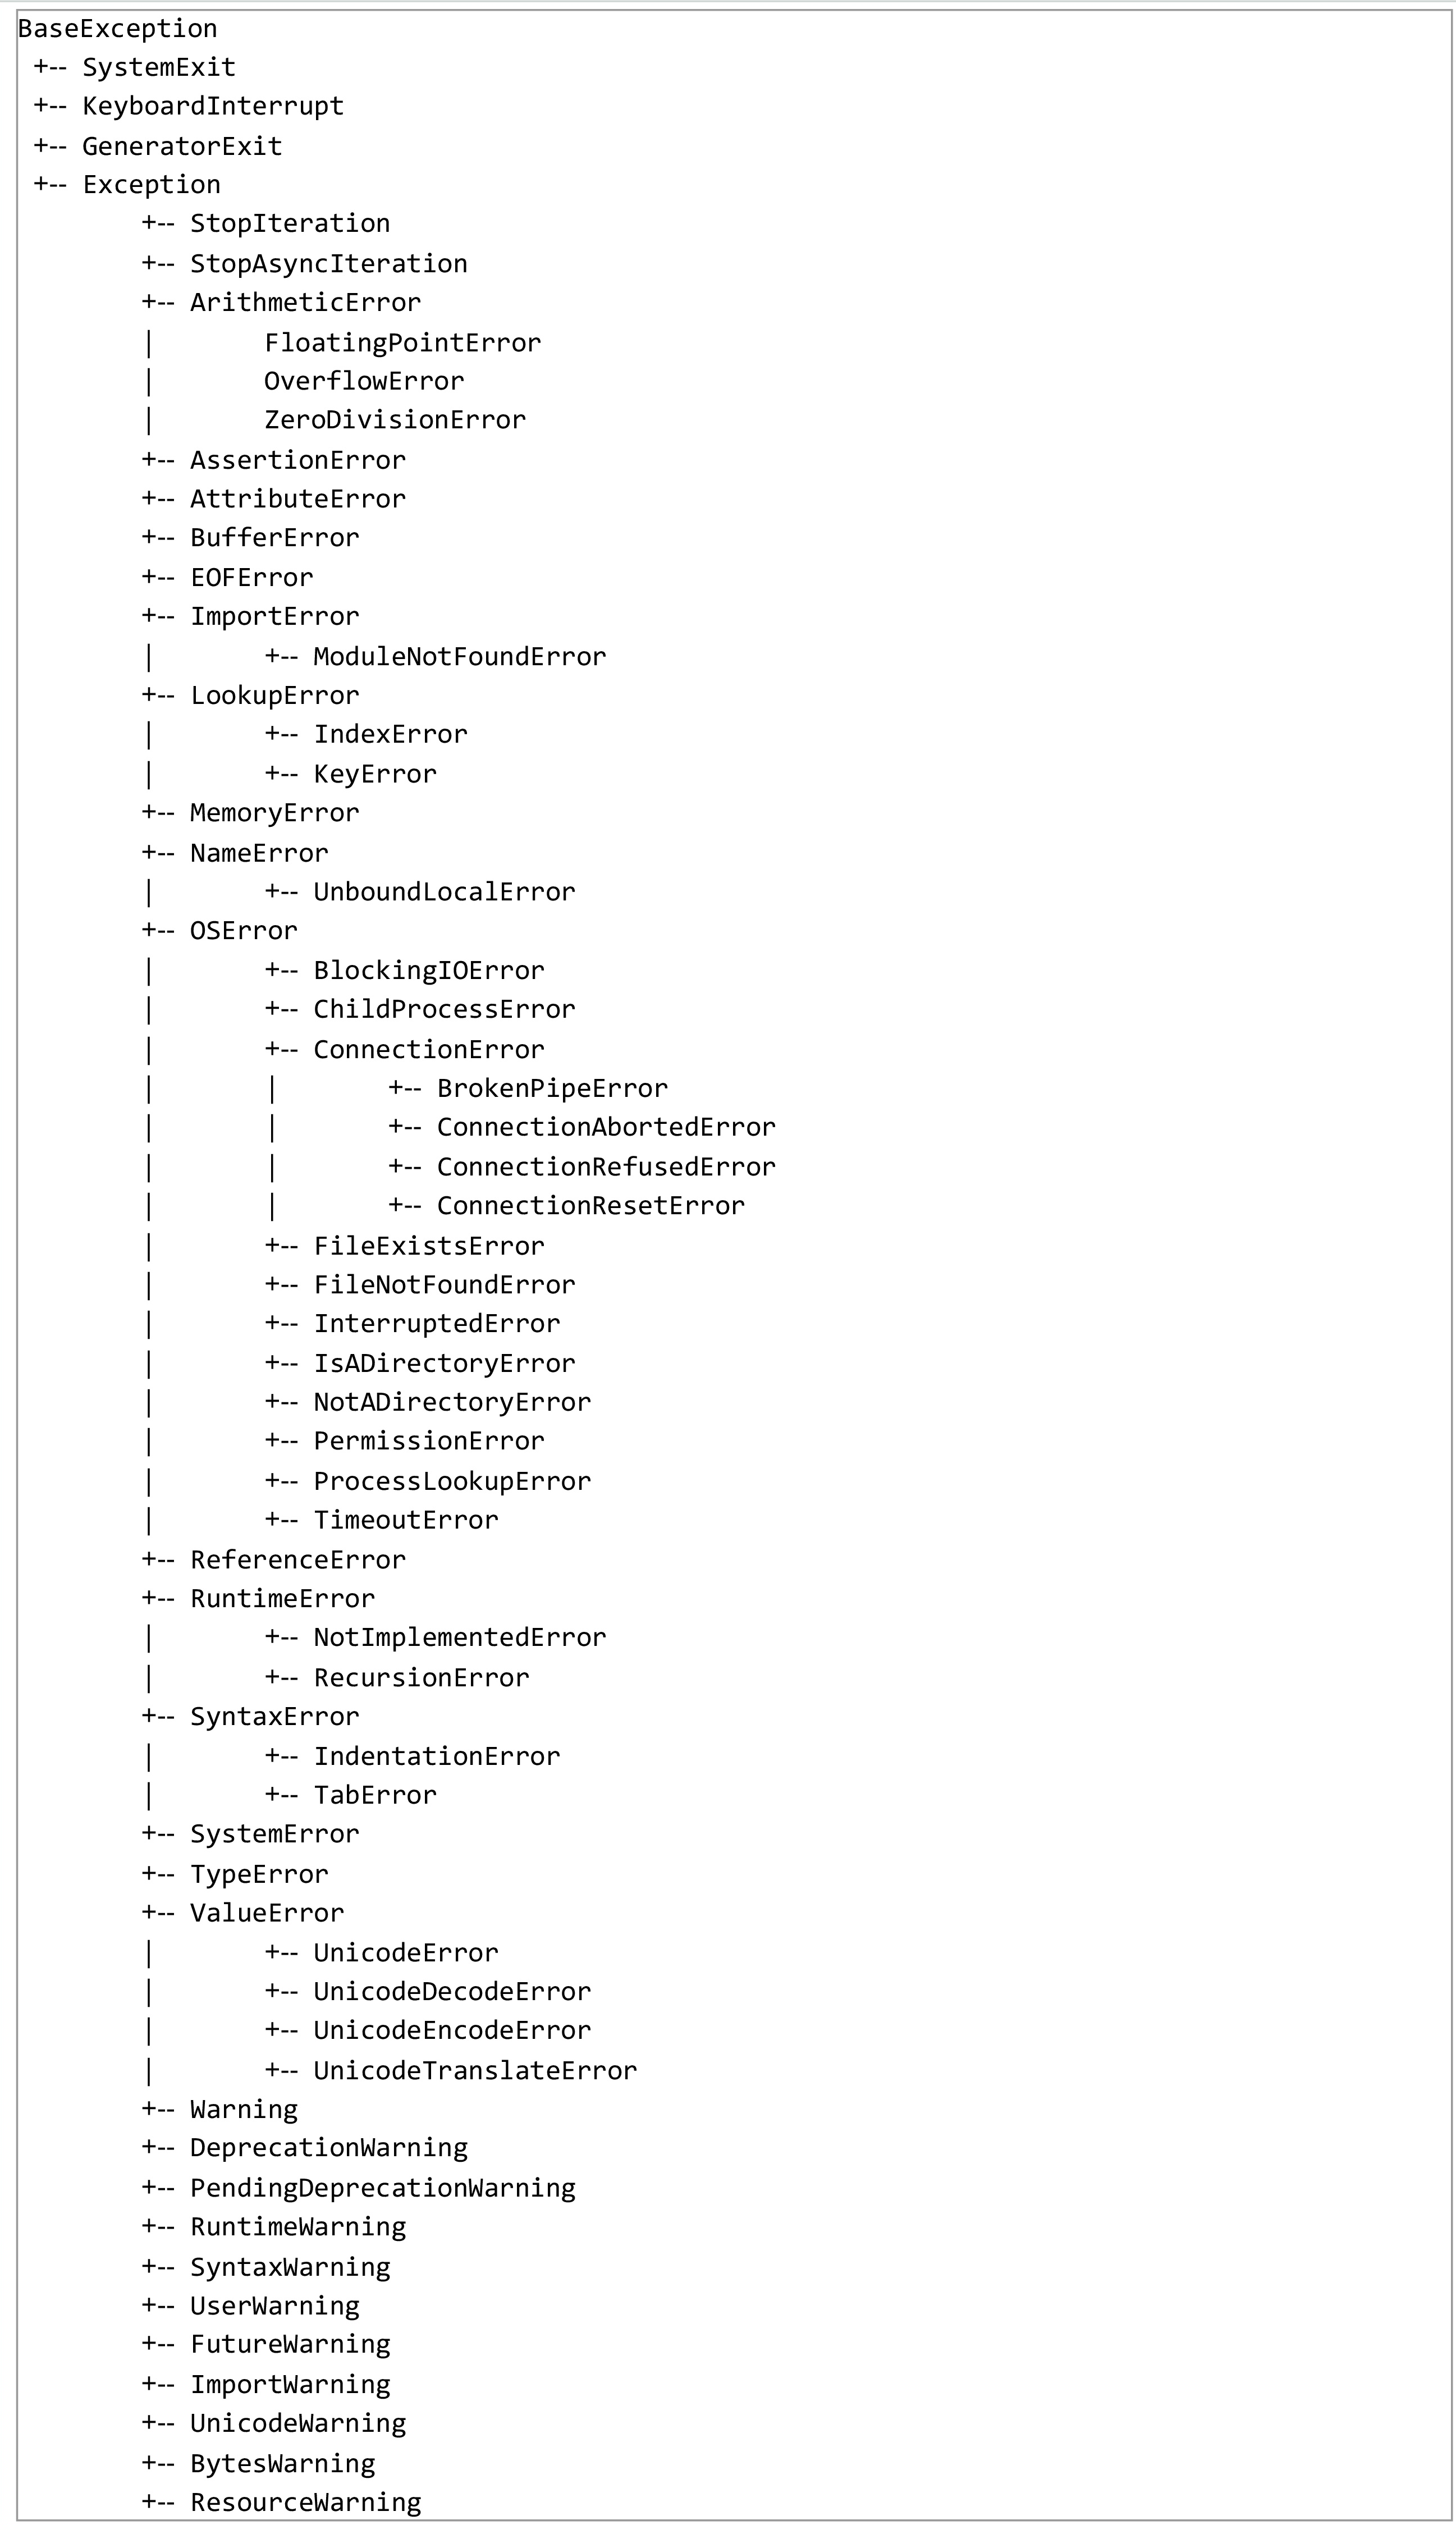 BaseException
 +-- SystemExit
 +-- KeyboardInterrupt
 +-- GeneratorExit
 +-- Exception
        +-- StopIteration
        +-- StopAsyncIteration
        +-- ArithmeticError
        |       FloatingPointError
        |       OverflowError
        |       ZeroDivisionError
        +-- AssertionError
        +-- AttributeError
        +-- BufferError
        +-- EOFError
        +-- ImportError
        |       +-- ModuleNotFoundError
        +-- LookupError
        |       +-- IndexError
        |       +-- KeyError
        +-- MemoryError
        +-- NameError
        |       +-- UnboundLocalError
        +-- OSError
        |       +-- BlockingIOError
        |       +-- ChildProcessError
        |       +-- ConnectionError
        |       |       +-- BrokenPipeError
        |       |       +-- ConnectionAbortedError
        |       |       +-- ConnectionRefusedError
        |       |       +-- ConnectionResetError
        |       +-- FileExistsError
        |       +-- FileNotFoundError
        |       +-- InterruptedError
        |       +-- IsADirectoryError
        |       +-- NotADirectoryError
        |       +-- PermissionError
        |       +-- ProcessLookupError
        |       +-- TimeoutError
        +-- ReferenceError
        +-- RuntimeError
        |       +-- NotImplementedError
        |       +-- RecursionError
        +-- SyntaxError
        |       +-- IndentationError
        |       +-- TabError
        +-- SystemError
        +-- TypeError
        +-- ValueError
        |       +-- UnicodeError
        |       +-- UnicodeDecodeError
        |       +-- UnicodeEncodeError
        |       +-- UnicodeTranslateError
        +-- Warning
        +-- DeprecationWarning
        +-- PendingDeprecationWarning
        +-- RuntimeWarning
        +-- SyntaxWarning
        +-- UserWarning
        +-- FutureWarning
        +-- ImportWarning
        +-- UnicodeWarning
        +-- BytesWarning
        +-- ResourceWarning